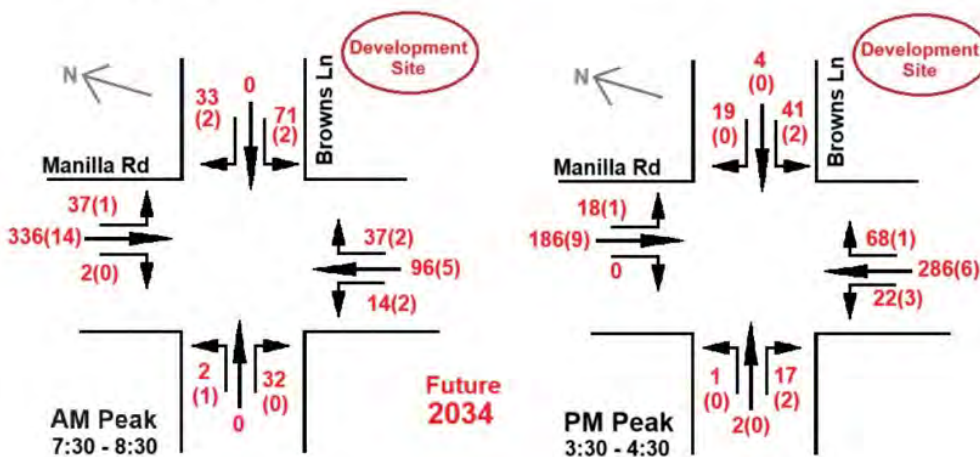 Development
Site
N
33
(2)
0
71
(2)
Browns Ln
Manilla Rd
37(1)
336(14)
2(0)
37(2)
96(5)
14(2)
2
(1)
32
(0)
0
AM Peak
7:30 - 8:30
Future
2034
Development
Site
N
4
(0)
19
(0)
41
(2)
Browns Ln
Manilla Rd
18(1)
186(9)
0
68(1)
286(6)
22(3)
1
(0)
17
(2)
2(0)
PM Peak
3:30 - 4:30